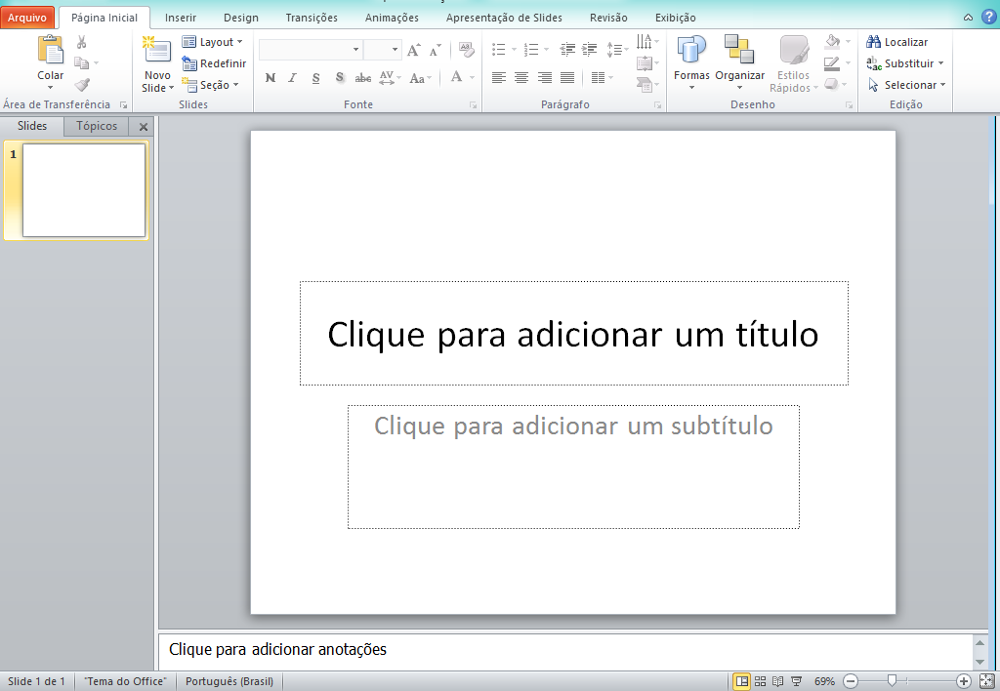 Arquivo Página Inicial Inserir Design Transições Animações Apresentação de Slides Revisão Exibição
Colar
Área de Transferência
Novo
Slide
Layout
Redefinir
Seção
Slides
N I S S abc AV Aa A
Fonte
Parágrafo
Formas
Organizar
Estilos
Rápidos
Desenho
Localizar
Substituir
Selecionar
Edição
Slides Tópicos
1
Clique para adicionar um título
Clique para adicionar um subtítulo
Clique para adicionar anotações
Slide 1 de 1 "Tema do Office" Português (Brasil) 69%